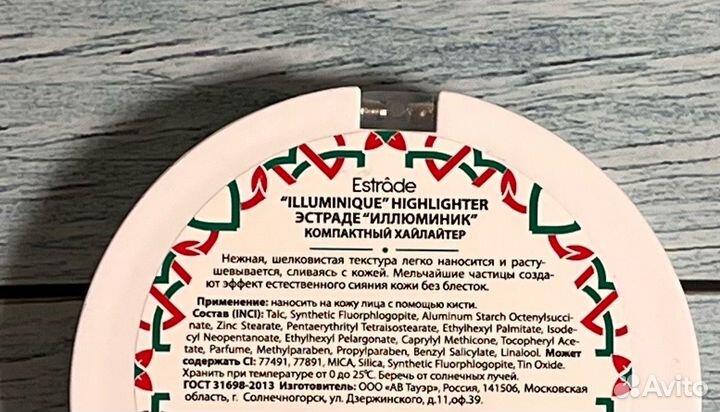 Estrade
"ILLUMINIQUE" HIGHLIGHTER
ЭСТРАДЕ "ИЛЛЮМИНИК"
КОМПАКТНЫЙ ХАЙЛАЙТЕР
Нежная, шелковистая текстура легко наносится и расту-
шевывается, сливаясь с кожей. Мельчайшие частицы созда-
ют эффект естественного сияния кожи без блесток.
Применение: наносить на кожу лица с помощью кисти.
Состав (INCI): Talc, Synthetic Fluorphlogopite, Aluminum Starch Octenylsucci-
nate, Zinc Stearate, Pentaerythrityl Tetraisostearate, Ethylhexyl Palmitate, Isode-
cyl Neopentanoate, Ethylhexyl Pelargonate, Caprylyl Methicone, Tocopheryl Ace-
tate, Parfume, Methylparaben, Propylparaben, Benzyl Salicylate, Linalool. Может
содержать CI: 77491, 77891, MICA, Silica, Synthetic Fluorphlogopite, Tin Oxide.
Хранить при температуре от 0 до 25°C. Беречь от солнечных лучей.
ГОСТ 31698-2013 Изготовитель: ООО «АВ Тауэр», Россия, 141506, Московская
область, г. Солнечногорск, ул. Дзержинского, д.11,оф.39.
Avito